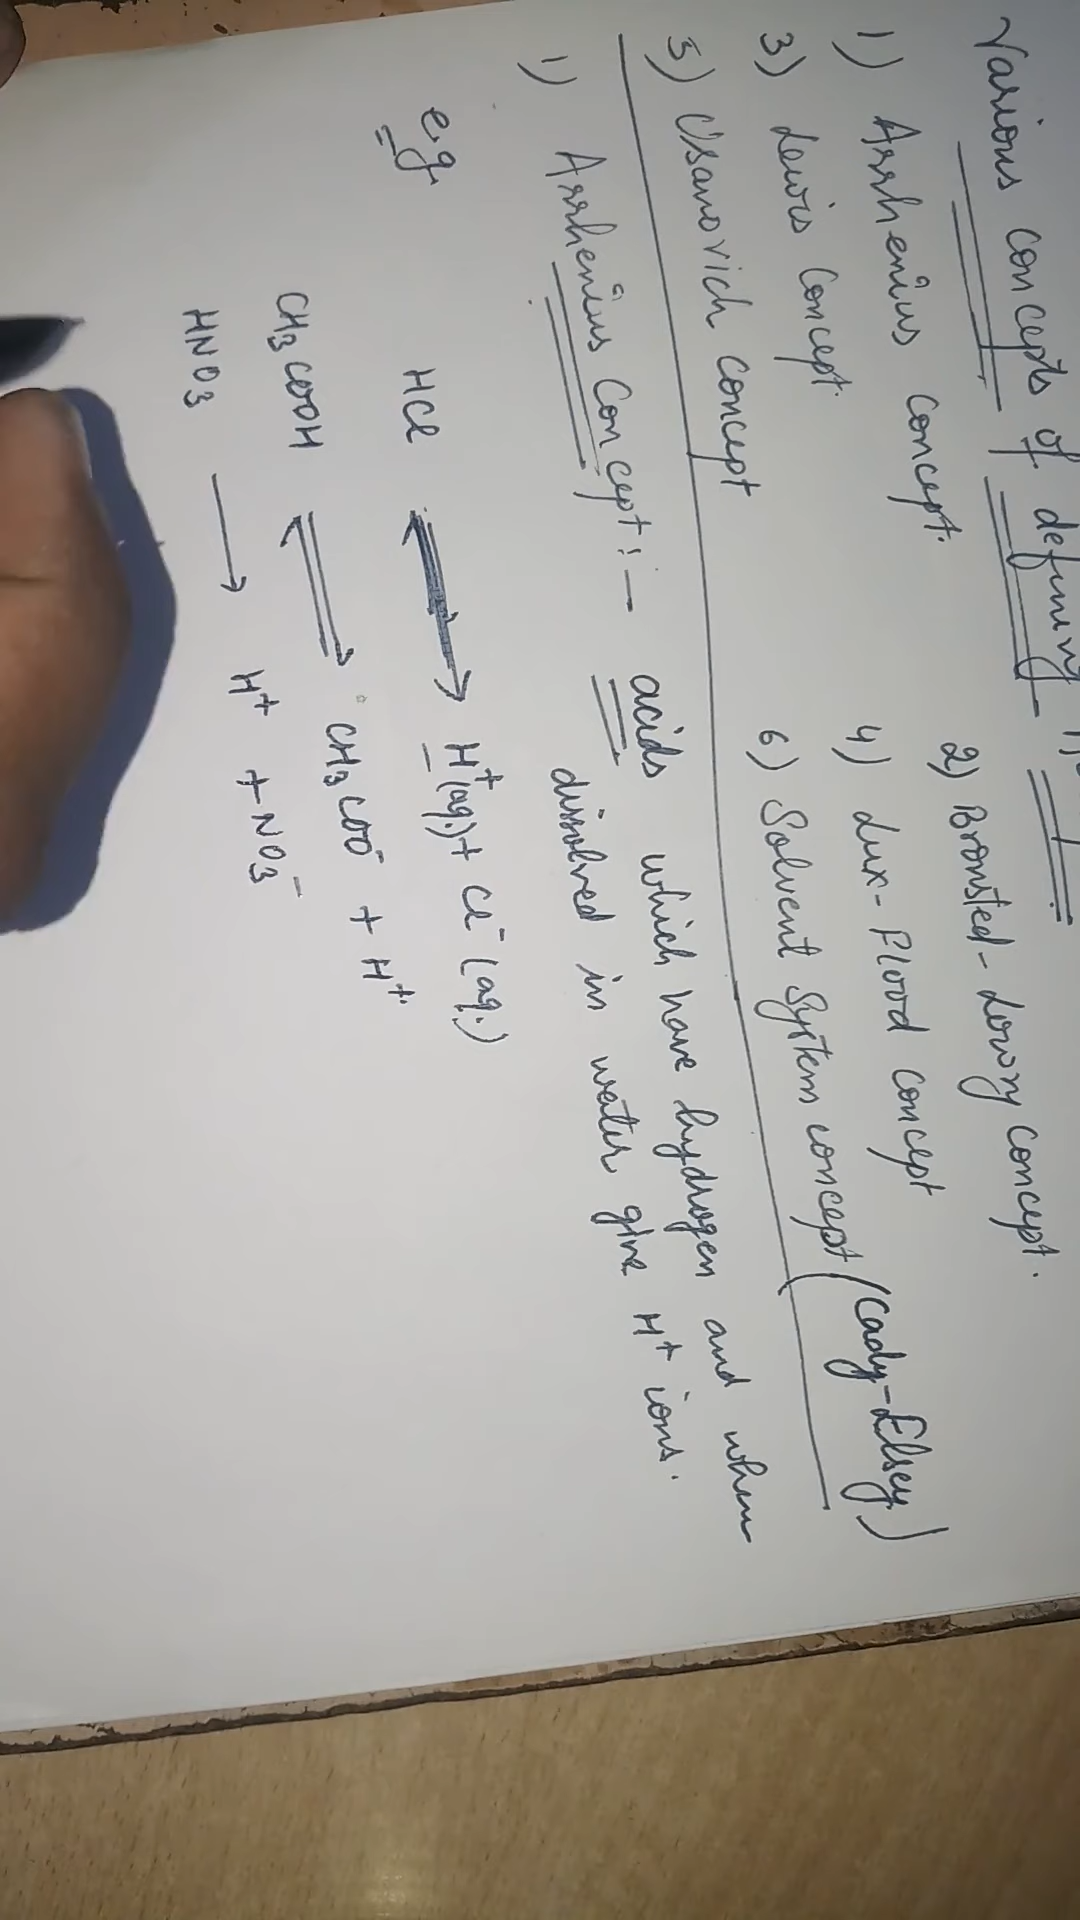 Various concepts of defining
1) Arrhenius concept. 2) Bronsted-Lowry concept.
3) Lewis Concept. 4) Lux-Flood concept
5) Usanovich concept 6) Solvent System concept (Cady-Elsey)
1) Arrhenius Concept :- acids which have hydrogen and when
dissolved in water give H⁺ ions.
e.g. HCl → H⁺(aq.) + Cl⁻(aq.)
CH₃COOH ⇌ CH₃COO⁻ + H⁺.
HNO₃ → H⁺ + NO₃⁻